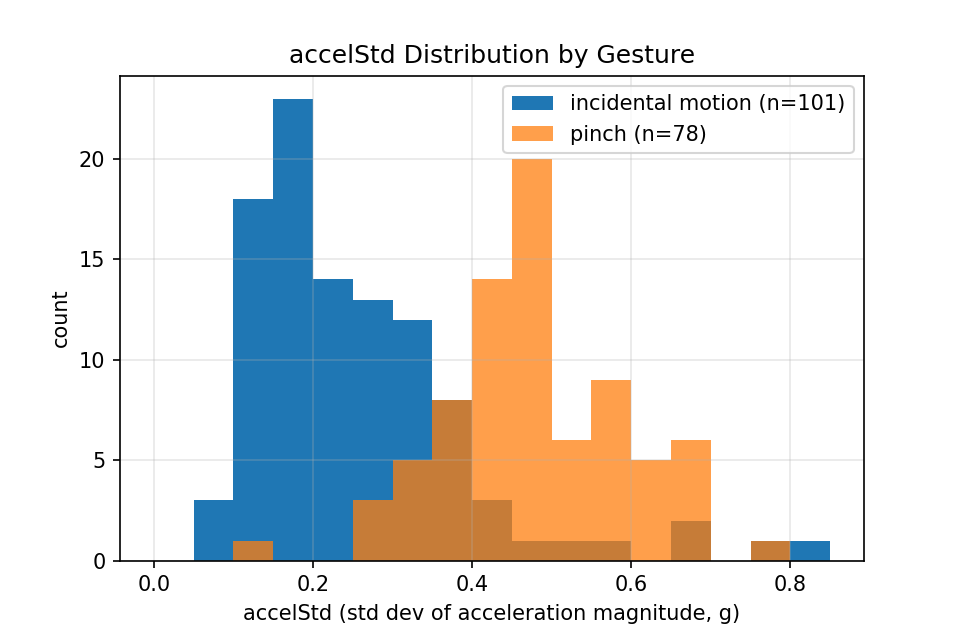 accelStd Distribution by Gesture
incidental motion (n=101)
pinch (n=78)
count
20
15
10
5
0
0.0 0.2 0.4 0.6 0.8
accelStd (std dev of acceleration magnitude, g)